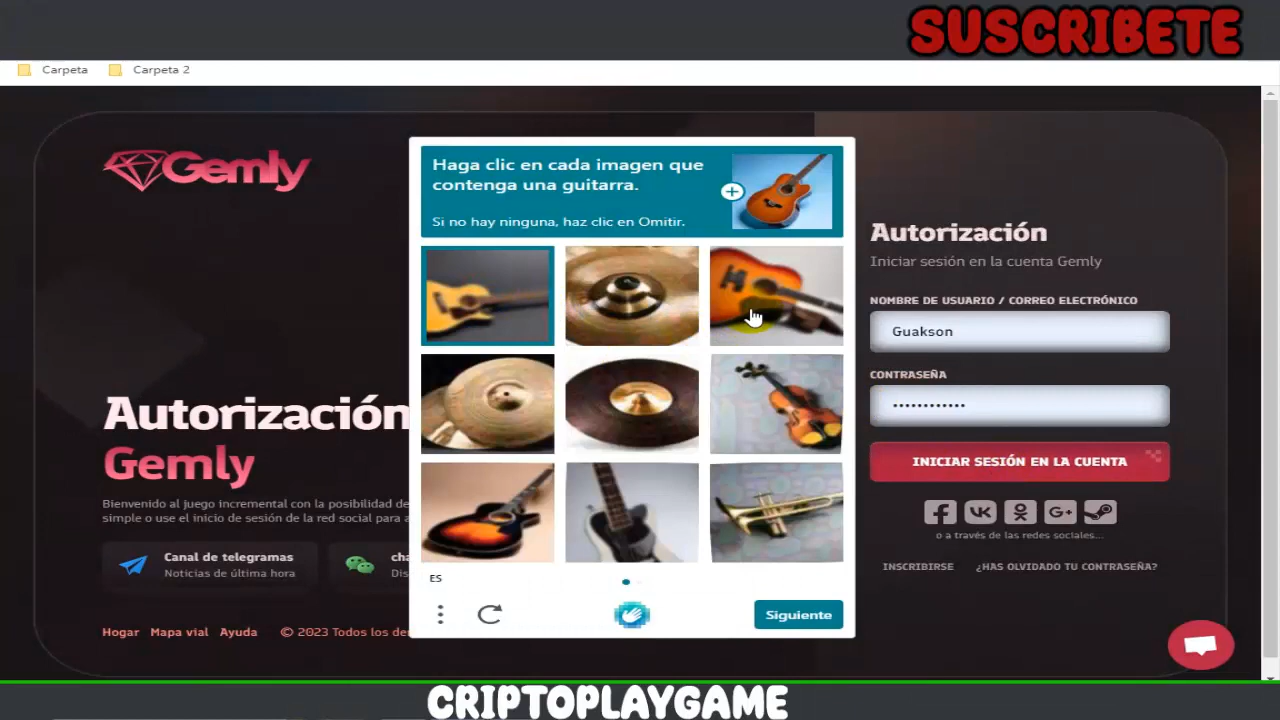 SUSCRIBETE
Carpeta
Carpeta 2
Gemly
Haga clic en cada imagen que
contenga una guitarra.
Si no hay ninguna, haz clic en Omitir.
Autorización
Iniciar sesión en la cuenta Gemly
NOMBRE DE USUARIO / CORREO ELECTRÓNICO
Guakson
CONTRASEÑA
••••••••••••
INICIAR SESIÓN EN LA CUENTA
o a través de las redes sociales...
INSCRIBIRSE
¿HAS OLVIDADO TU CONTRASEÑA?
Autorización
Gemly
Bienvenido al juego incremental con la posibilidad de
simple o use el inicio de sesión de la red social para a
Canal de telegramas
Noticias de última hora
cha
Dis
Hogar Mapa vial Ayuda © 2023 Todos los der
ES
Siguiente
CRIPTOPLAYGAME